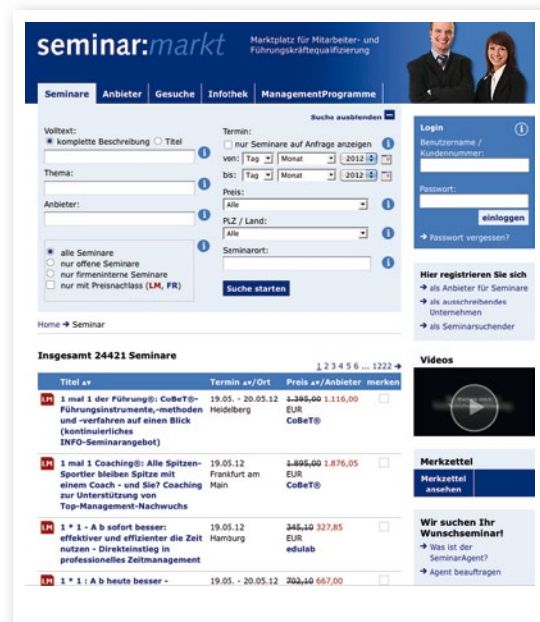 seminar:markt
Marktplatz für Mitarbeiter- und
Führungskräftequalifizierung
Seminare Anbieter Gesuche Infothek ManagementProgramme
Suche ausblenden
Volltext:
komplette Beschreibung Titel
Thema:
Anbieter:
alle Seminare
nur offene Seminare
nur firmeninterne Seminare
nur mit Preisnachlass (LM, FR)
Termin:
nur Seminare auf Anfrage anzeigen
von: Tag Monat 2012
bis: Tag Monat 2012
Preis:
Alle
PLZ / Land:
Alle
Seminarort:
Suche starten
Login
Benutzername /
Kundennummer:
Passwort:
einloggen
→ Passwort vergessen?
Hier registrieren Sie sich
→ als Anbieter für Seminare
→ als ausschreibendes
Unternehmen
→ als Seminarsuchender
Home → Seminar
Insgesamt 24421 Seminare
1 2 3 4 5 6 ... 1222 →
Titel Termin /Ort Preis /Anbieter merken
LM 1 mal 1 der Führung®: CoBeT®- 19.05. - 20.05.12 1.395,00 1.116,00
Führungsinstrumente,-methoden Heidelberg EUR
und -verfahren auf einen Blick CoBeT®
(kontinuierliches
INFO-Seminarangebot)
LM 1 mal 1 Coaching®: Alle Spitzen- 19.05.12 1.895,00 1.876,05
Sportler bleiben Spitze mit Frankfurt am EUR
einem Coach - und Sie? Coaching Main CoBeT®
zur Unterstützung von
Top-Management-Nachwuchs
LM 1 * 1 - A b sofort besser: 19.05.12 345,10 327,85
effektiver und effizienter die Zeit Hamburg EUR
nutzen - Direkteinstieg in edulab
professionelles Zeitmanagement
LM 1 * 1 : A b heute besser - 19.05. - 20.05.12 702,10 667,00
Videos
Merkzettel
Merkzettel
ansehen
Wir suchen Ihr
Wunschseminar!
→ Was ist der
SeminarAgent?
→ Agent beauftragen